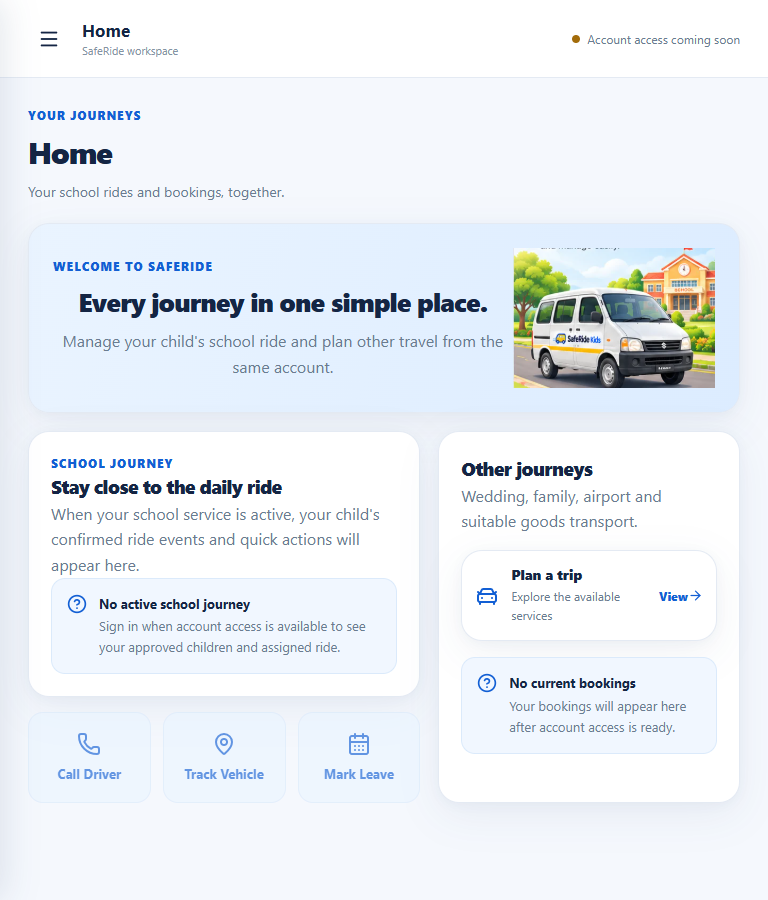 Home
SafeRide workspace
Account access coming soon
YOUR JOURNEYS
Home
Your school rides and bookings, together.
WELCOME TO SAFERIDE
Every journey in one simple place.
Manage your child's school ride and plan other travel from the
same account.
SCHOOL
SafeRide Kids
SCHOOL JOURNEY
Stay close to the daily ride
When your school service is active, your child's
confirmed ride events and quick actions will
appear here.
No active school journey
Sign in when account access is available to see
your approved children and assigned ride.
Call Driver
Track Vehicle
Mark Leave
Other journeys
Wedding, family, airport and
suitable goods transport.
Plan a trip
Explore the available
services
View
No current bookings
Your bookings will appear here
after account access is ready.